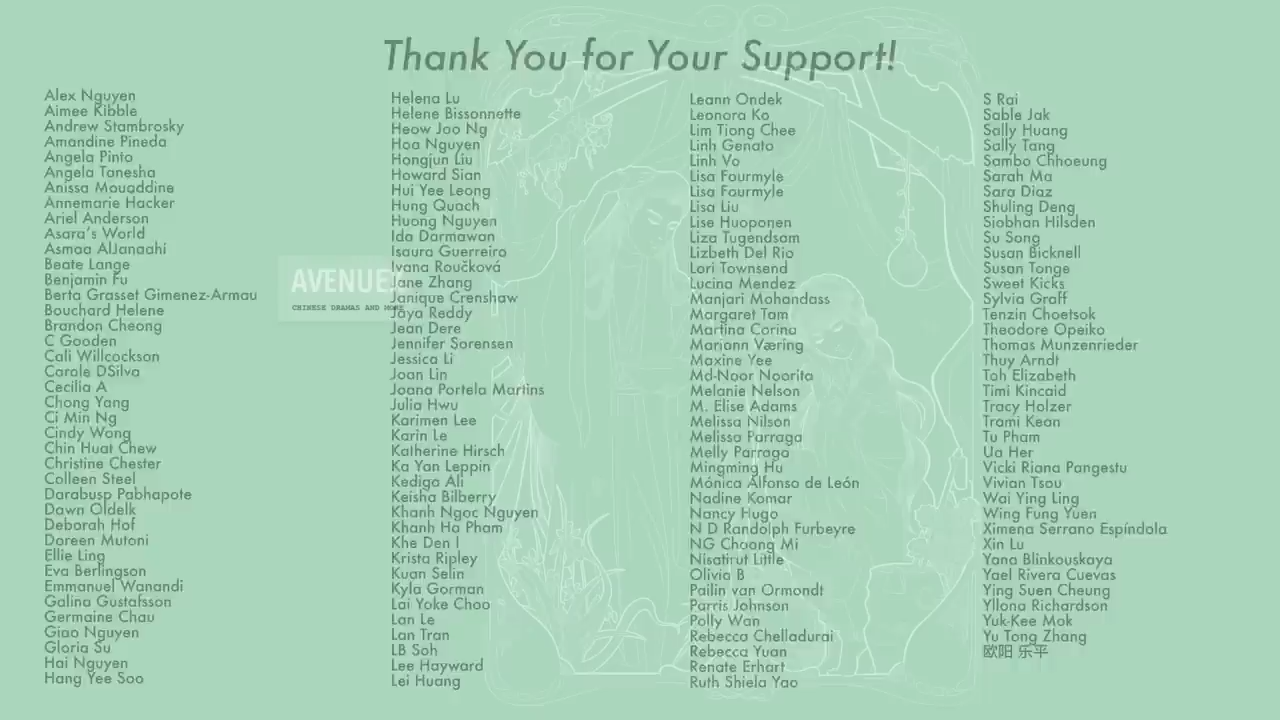 Thank You for Your Support!
Alex Nguyen
Aimee Kibble
Andrew Stambrosky
Amandine Pineda
Angela Pinto
Angela Tanesha
Anissa Mouaddine
Annemarie Hacker
Ariel Anderson
Asara's World
Asmaa AlJanaahi
Beate Lange
Benjamin Fu
Berta Grasset Gimenez-Armau
Bouchard Helene
Brandon Cheong
C Gooden
Cali Willcockson
Carole DSilva
Cecilia A
Chong Yang
Ci Min Ng
Cindy Wong
Chin Huat Chew
Christine Chester
Colleen Steel
Darabusp Pabhapote
Dawn Oldelk
Deborah Hof
Doreen Mutoni
Ellie Ling
Eva Berlingson
Emmanuel Wanandi
Galina Gustafsson
Germaine Chau
Giao Nguyen
Gloria Su
Hai Nguyen
Hang Yee Soo
AVENUEX
CHINESE DRAMAS AND MORE
Helena Lu
Helene Bissonnette
Heow Joo Ng
Hoa Nguyen
Hongjun Liu
Howard Sian
Hui Yee Leong
Hung Quach
Huong Nguyen
Ida Darmawan
Isaura Guerreiro
Ivana Roučková
Jane Zhang
Janique Crenshaw
Jaya Reddy
Jean Dere
Jennifer Sorensen
Jessica Li
Joan Lin
Joana Portela Martins
Julia Hwu
Karimen Lee
Karin Le
Katherine Hirsch
Ka Yan Leppin
Kediga Ali
Keisha Bilberry
Khanh Ngoc Nguyen
Khanh Ha Pham
Khe Den I
Krista Ripley
Kuan Selin
Kyla Gorman
Lai Yoke Choo
Lan Le
Lan Tran
LB Soh
Lee Hayward
Lei Huang
Leann Ondek
Leonora Ko
Lim Tiong Chee
Linh Genato
Linh Vo
Lisa Fourmyle
Lisa Fourmyle
Lisa Liu
Lise Huoponen
Liza Tugendsam
Lizbeth Del Rio
Lori Townsend
Lucina Mendez
Manjari Mohandass
Margaret Tam
Martina Corino
Mariann Væring
Maxine Yee
Md-Noor Noorita
Melanie Nelson
M. Elise Adams
Melissa Nilson
Melissa Parraga
Melly Parraga
Mingming Hu
Mónica Alfonso de León
Nadine Komar
Nancy Hugo
N D Randolph Furbeyre
NG Choong Mi
Nisatirut Little
Olivia B
Pailin van Ormondt
Parris Johnson
Polly Wan
Rebecca Chelladurai
Rebecca Yuan
Renate Erhart
Ruth Shiela Yao
S Rai
Sable Jak
Sally Huang
Sally Tang
Sambo Chhoeung
Sarah Ma
Sara Diaz
Shuling Deng
Siobhan Hilsden
Su Song
Susan Bicknell
Susan Tonge
Sweet Kicks
Sylvia Graff
Tenzin Choetsok
Theodore Opeiko
Thomas Munzenrieder
Thuy Arndt
Toh Elizabeth
Timi Kincaid
Tracy Holzer
Trami Kean
Tu Pham
Ua Her
Vicki Riana Pangestu
Vivian Tsou
Wai Ying Ling
Wing Fung Yuen
Ximena Serrano Espíndola
Xin Lu
Yana Blinkouskaya
Yael Rivera Cuevas
Ying Suen Cheung
Yllona Richardson
Yuk-Kee Mok
Yu Tong Zhang
欧阳 乐平